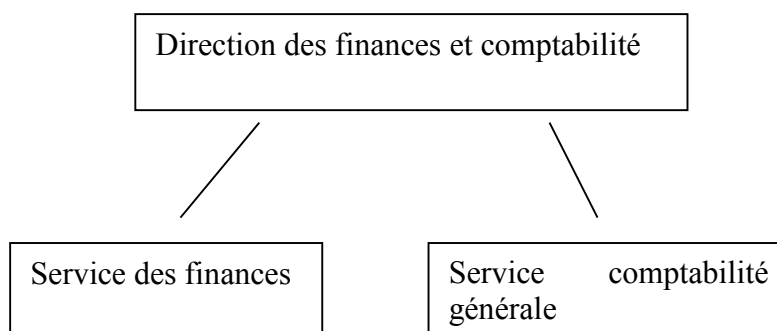 Direction des finances et comptabilité
Service des finances
Service comptabilité
générale